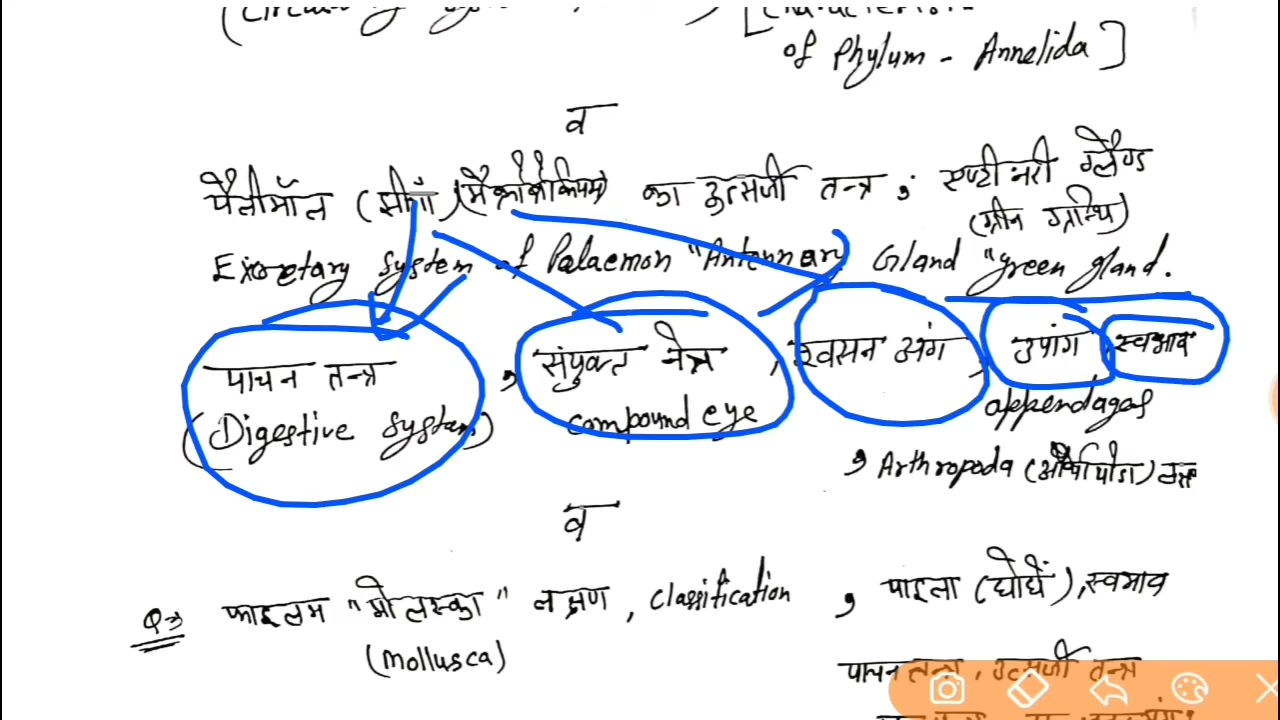 [
of Phylum - Annelida]
व
पैलीमॉन (झींगा) का उत्सर्जी तन्त्र ; एण्टीनरी ग्लैण्ड
(ग्रीन ग्रन्थि)
Exoretary system of Palaemon "Antennary Gland "green gland.
पाचन तन्त्र , संयुक्त नेत्र , श्वसन अंग , उपांग , स्वभाव
(Digestive system) compound eye appendages
, Arthropoda (
व
Q⇒ फाइलम "मोलस्का" लक्षण , classification , पाइला (घोघें), स्वभाव
(Mollusca)
पाचन तन्त्र , उत्सर्जी तन्त्र